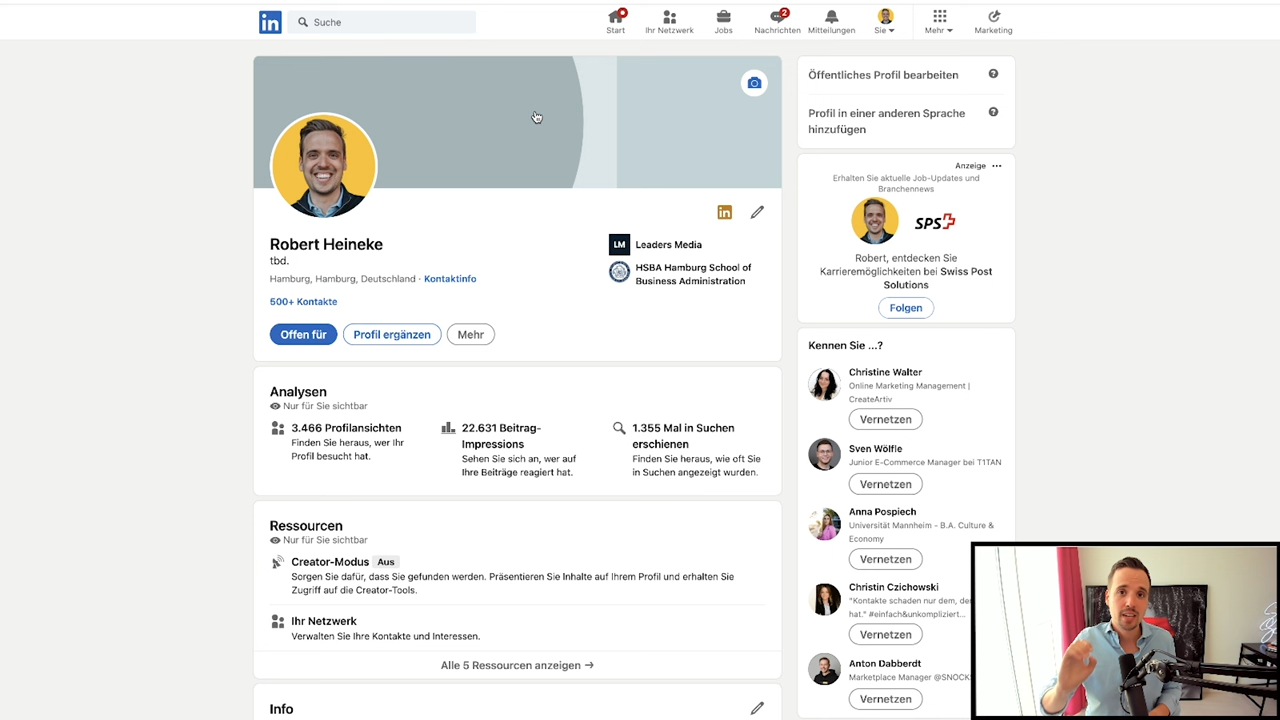 in
Suche
Start
Ihr Netzwerk
Jobs
2
Nachrichten
Mitteilungen
Sie
Mehr
Marketing
Robert Heineke
tbd.
Hamburg, Hamburg, Deutschland · Kontaktinfo
500+ Kontakte
Offen für
Profil ergänzen
Mehr
in
LM
Leaders Media
HSBA Hamburg School of
Business Administration
Analysen
Nur für Sie sichtbar
3.466 Profilansichten
Finden Sie heraus, wer Ihr
Profil besucht hat.
22.631 Beitrag-
Impressions
Sehen Sie sich an, wer auf
Ihre Beiträge reagiert hat.
1.355 Mal in Suchen
erschienen
Finden Sie heraus, wie oft Sie
in Suchen angezeigt wurden.
Ressourcen
Nur für Sie sichtbar
Creator-Modus Aus
Sorgen Sie dafür, dass Sie gefunden werden. Präsentieren Sie Inhalte auf Ihrem Profil und erhalten Sie
Zugriff auf die Creator-Tools.
Ihr Netzwerk
Verwalten Sie Ihre Kontakte und Interessen.
Alle 5 Ressourcen anzeigen →
Info
Öffentliches Profil bearbeiten
?
Profil in einer anderen Sprache
hinzufügen
?
Anzeige ···
Erhalten Sie aktuelle Job-Updates und
Branchennews
SPS
Robert, entdecken Sie
Karrieremöglichkeiten bei Swiss Post
Solutions
Folgen
Kennen Sie ...?
Christine Walter
Online Marketing Management |
CreateArtiv
Vernetzen
Sven Wölfle
Junior E-Commerce Manager bei T1TAN
Vernetzen
Anna Pospiech
Universität Mannheim - B.A. Culture &
Economy
Vernetzen
Christin Czichowski
"Kontakte schaden nur dem, de
hat." #einfach&unkompliziert...
Vernetzen
Anton Dabberdt
Marketplace Manager @SNOCKS
Vernetzen